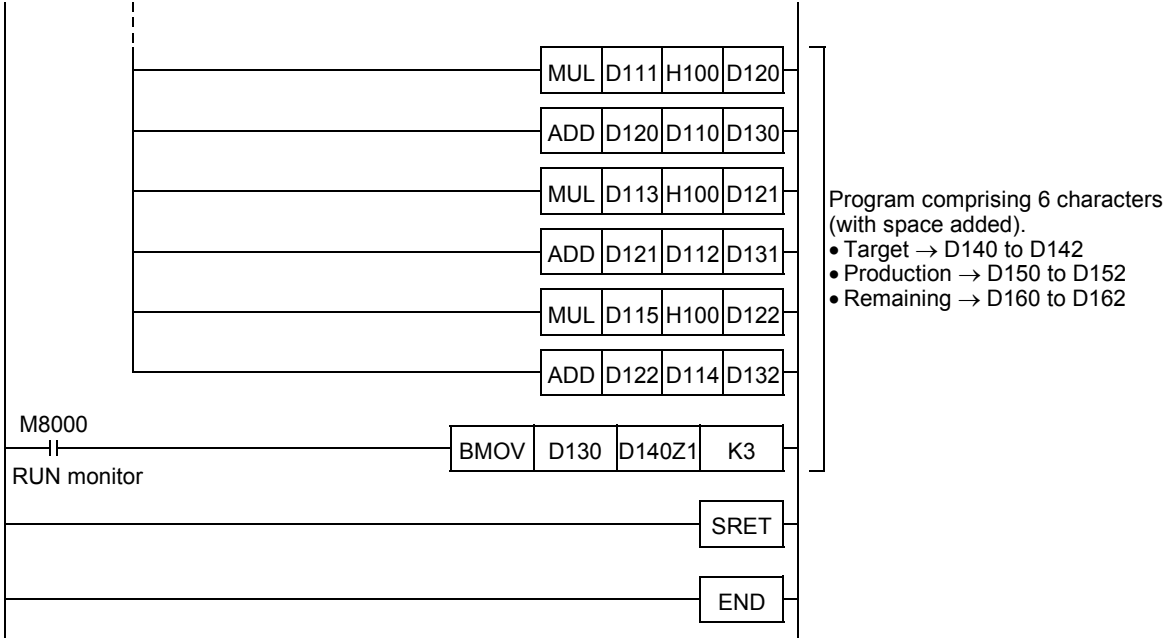 MUL D111 H100 D120
ADD D120 D110 D130
MUL D113 H100 D121
ADD D121 D112 D131
MUL D115 H100 D122
ADD D122 D114 D132
Program comprising 6 characters
(with space added).
• Target → D140 to D142
• Production → D150 to D152
• Remaining → D160 to D162
M8000
RUN monitor
BMOV D130 D140Z1 K3
SRET
END